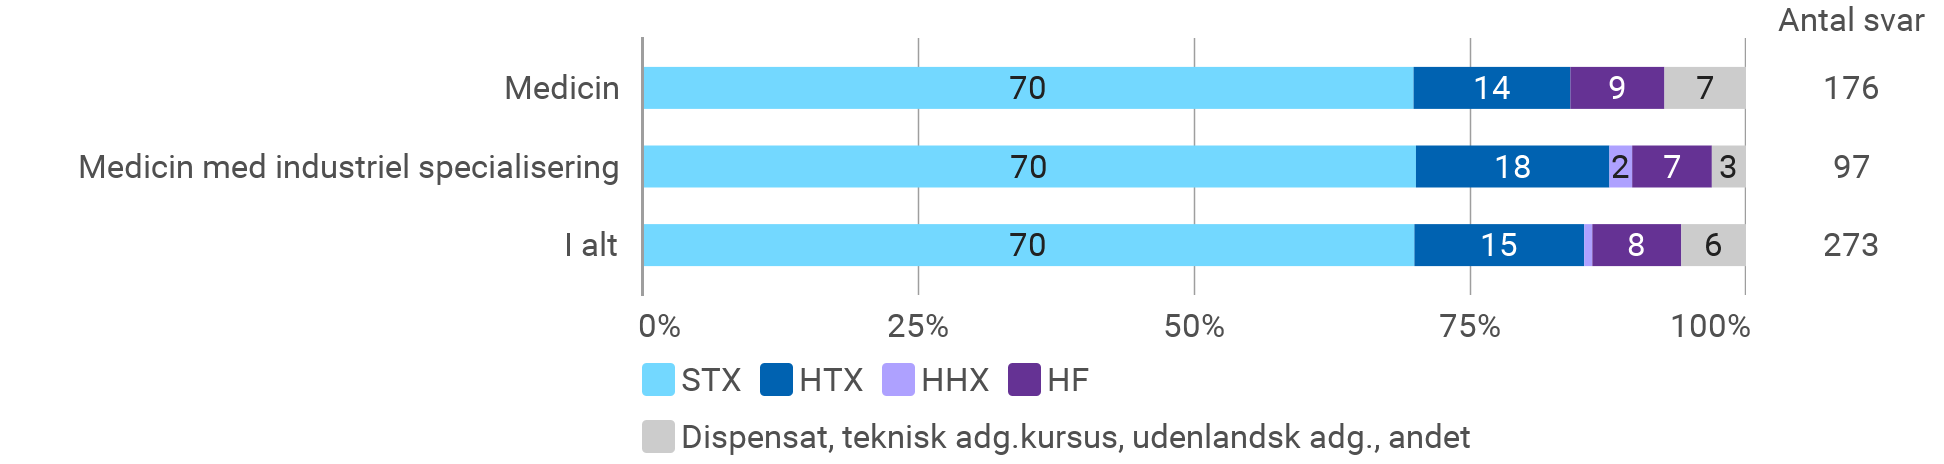 Antal svar
Medicin 70 14 9 7 176
Medicin med industriel specialisering 70 18 2 7 3 97
I alt 70 15 8 6 273
0% 25% 50% 75% 100%
STX HTX HHX HF
Dispensat, teknisk adg.kursus, udenlandsk adg., andet